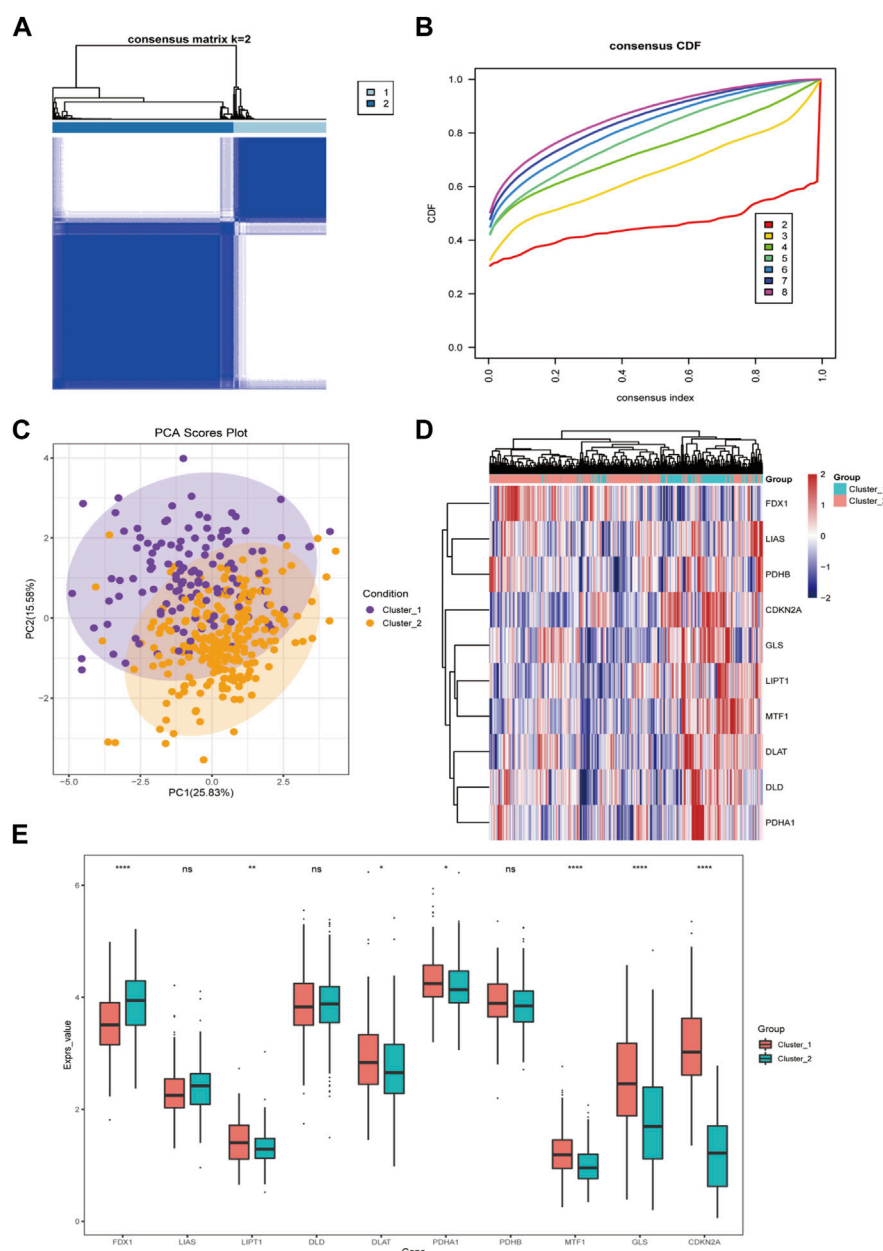 A
consensus matrix k=2
1
2
B
consensus CDF
CDF
1.0
0.8
0.6
0.4
0.2
0.0
2
3
4
5
6
7
8
0.0 0.2 0.4 0.6 0.8 1.0
consensus index
C
PCA Scores Plot
PC2(15.58%)
4
2
0
−2
−5.0 −2.5 0.0 2.5
PC1(25.83%)
Condition
Cluster_1
Cluster_2
D
Group
FDX1
LIAS
PDHB
CDKN2A
GLS
LIPT1
MTF1
DLAT
DLD
PDHA1
2
1
0
−1
−2
Group
Cluster_
Cluster_
E
**** ns ** ns * * ns **** **** ****
Exprs_value
6
4
2
0
FDX1 LIAS LIPT1 DLD DLAT PDHA1 PDHB MTF1 GLS CDKN2A
Group
Cluster_1
Cluster_2